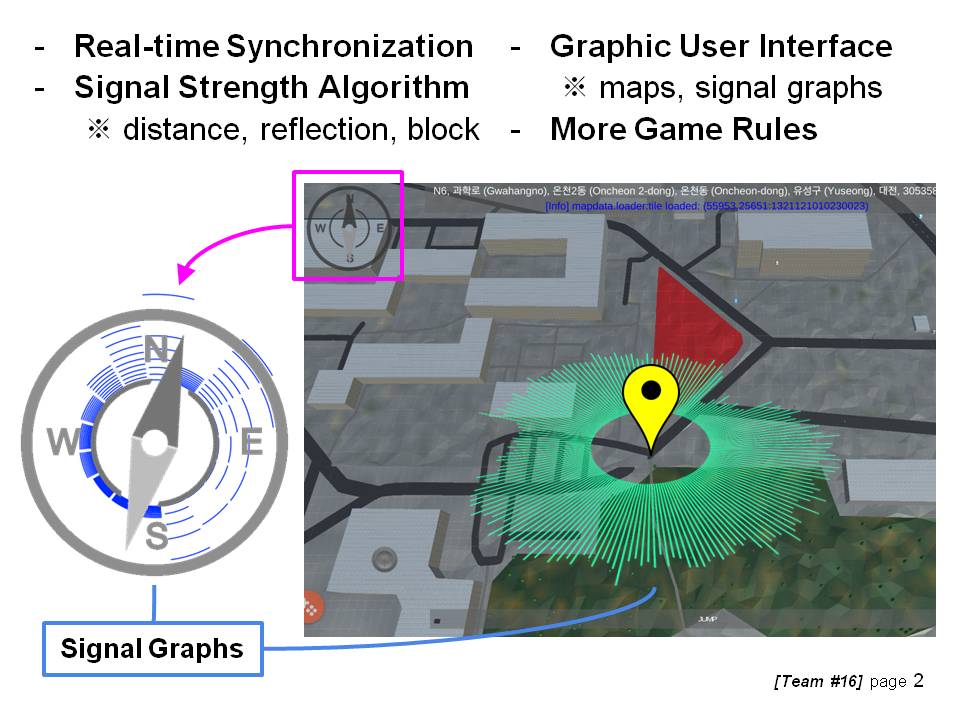 - Real-time Synchronization
- Signal Strength Algorithm
※ distance, reflection, block
- Graphic User Interface
※ maps, signal graphs
- More Game Rules
N6, 과학로 (Gwahangno), 온천2동 (Oncheon 2-dong), 온천동 (Oncheon-dong), 유성구 (Yuseong), 대전, 305358
[Info] mapdata.loader:tile loaded: (55953,25651:1321121010230023)
N
W E
S
N
W E
S
JUMP
Signal Graphs
[Team #16] page 2